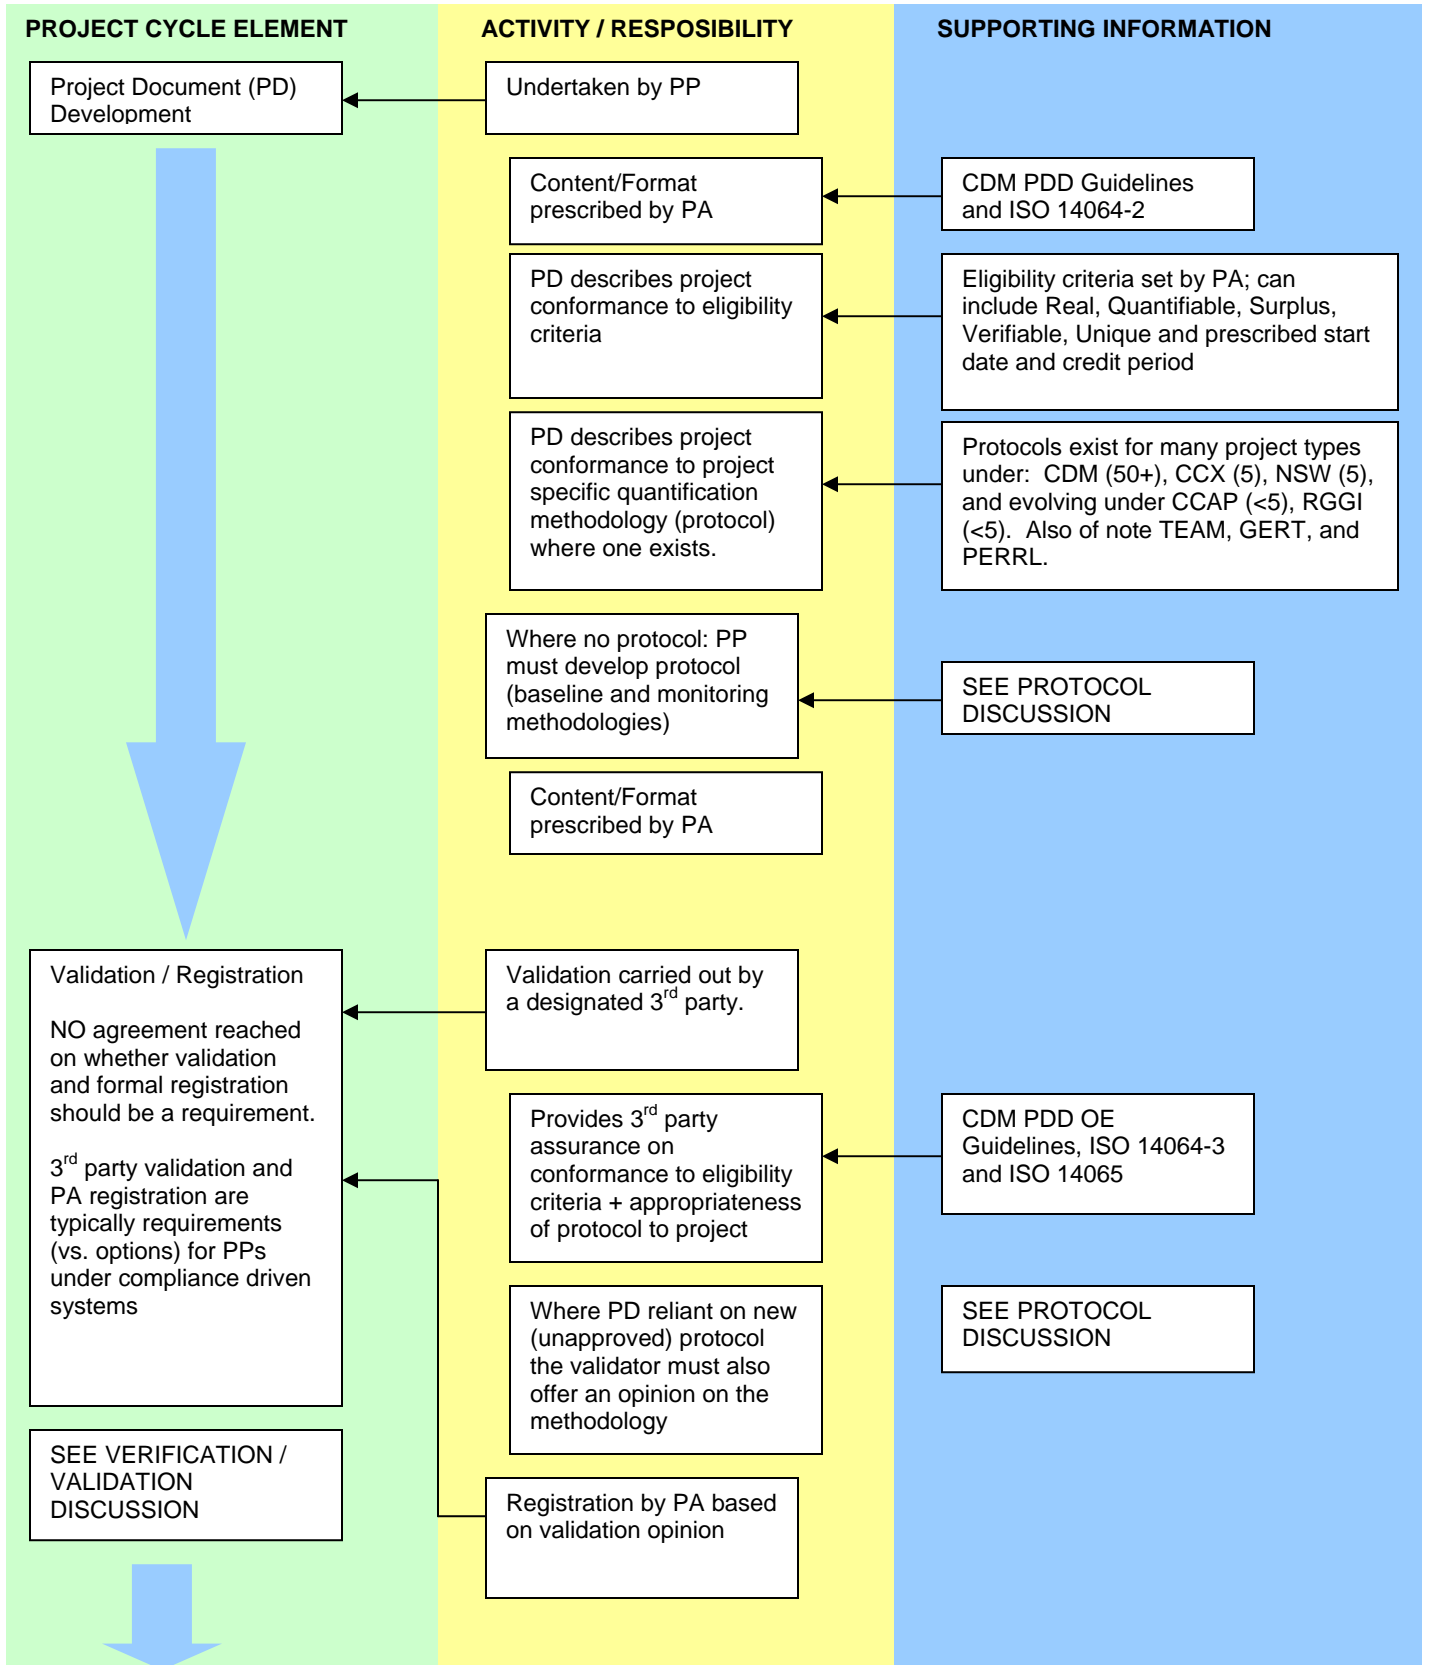 PROJECT CYCLE ELEMENT
ACTIVITY / RESPOSIBILITY
SUPPORTING INFORMATION
Project Document (PD)
Development
Undertaken by PP
Content/Format
prescribed by PA
CDM PDD Guidelines
and ISO 14064-2
PD describes project
conformance to eligibility
criteria
Eligibility criteria set by PA; can
include Real, Quantifiable, Surplus,
Verifiable, Unique and prescribed start
date and credit period
PD describes project
conformance to project
specific quantification
methodology (protocol)
where one exists.
Protocols exist for many project types
under:  CDM (50+), CCX (5), NSW (5),
and evolving under CCAP (<5), RGGI
(<5).  Also of note TEAM, GERT, and
PERRL.
Where no protocol: PP
must develop protocol
(baseline and monitoring
methodologies)
SEE PROTOCOL
DISCUSSION
Content/Format
prescribed by PA
Validation / Registration
NO agreement reached
on whether validation
and formal registration
should be a requirement.
3rd party validation and
PA registration are
typically requirements
(vs. options) for PPs
under compliance driven
systems
Validation carried out by
a designated 3rd party.
Provides 3rd party
assurance on
conformance to eligibility
criteria + appropriateness
of protocol to project
CDM PDD OE
Guidelines, ISO 14064-3
and ISO 14065
Where PD reliant on new
(unapproved) protocol
the validator must also
offer an opinion on the
methodology
SEE PROTOCOL
DISCUSSION
SEE VERIFICATION /
VALIDATION
DISCUSSION
Registration by PA based
on validation opinion